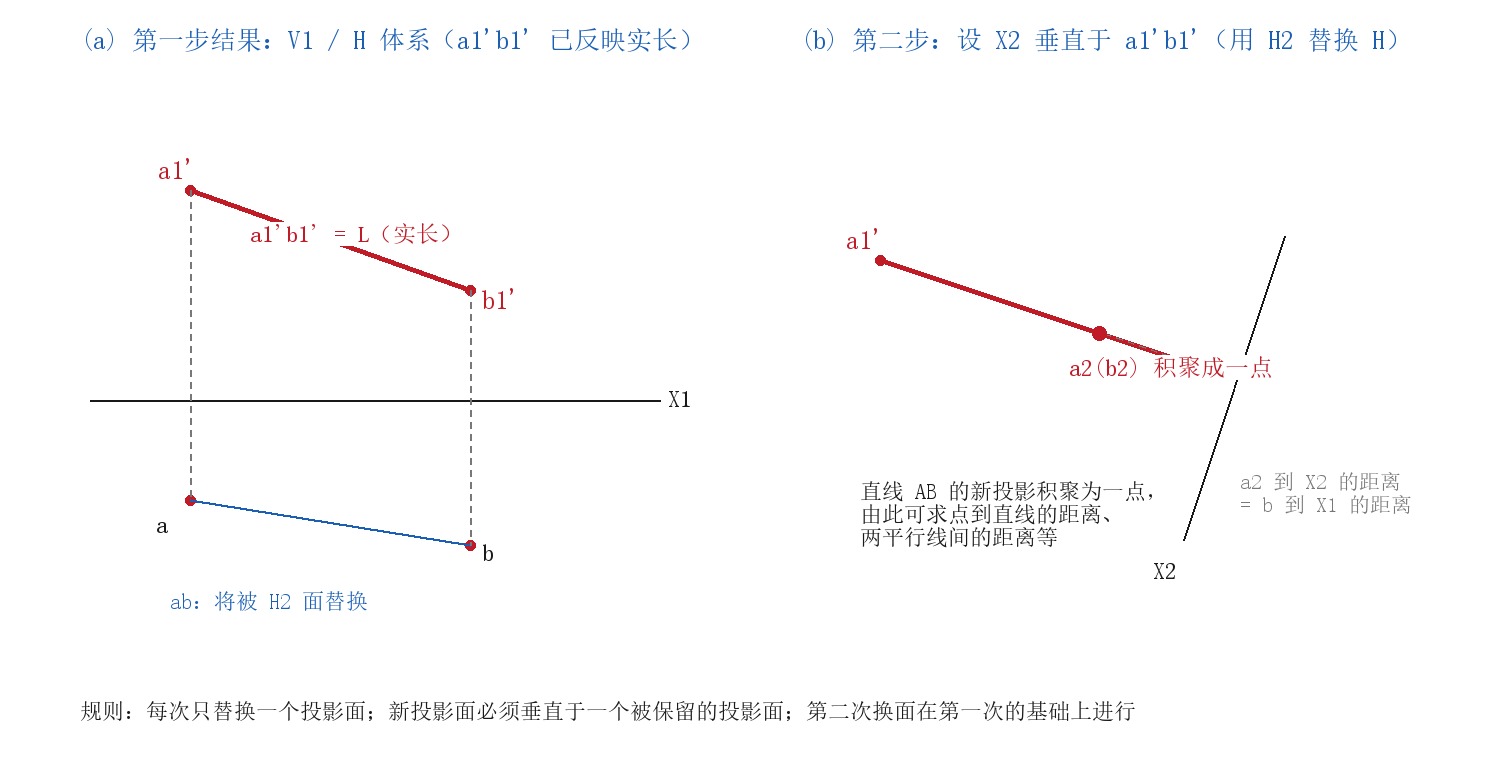 (a) 第一步结果：V1 / H 体系（a1'b1' 已反映实长）
(b) 第二步：设 X2 垂直于 a1'b1'（用 H2 替换 H）
a1'
a1'b1' = L（实长）
b1'
X1
a
b
ab：将被 H2 面替换
a1'
a2(b2) 积聚成一点
直线 AB 的新投影积聚为一点，
由此可求点到直线的距离、
两平行线间的距离等
a2 到 X2 的距离
= b 到 X1 的距离
X2
规则：每次只替换一个投影面；新投影面必须垂直于一个被保留的投影面；第二次换面在第一次的基础上进行